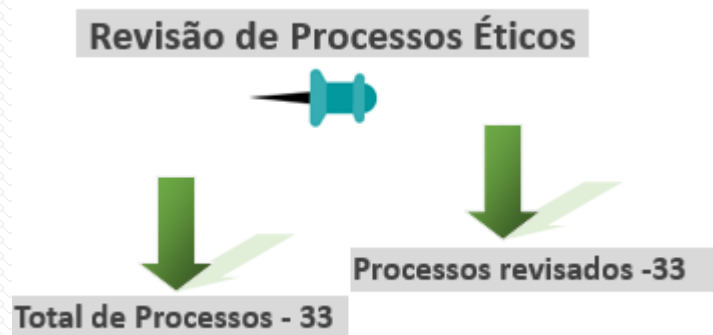 Revisão de Processos Éticos
Processos revisados -33
Total de Processos - 33